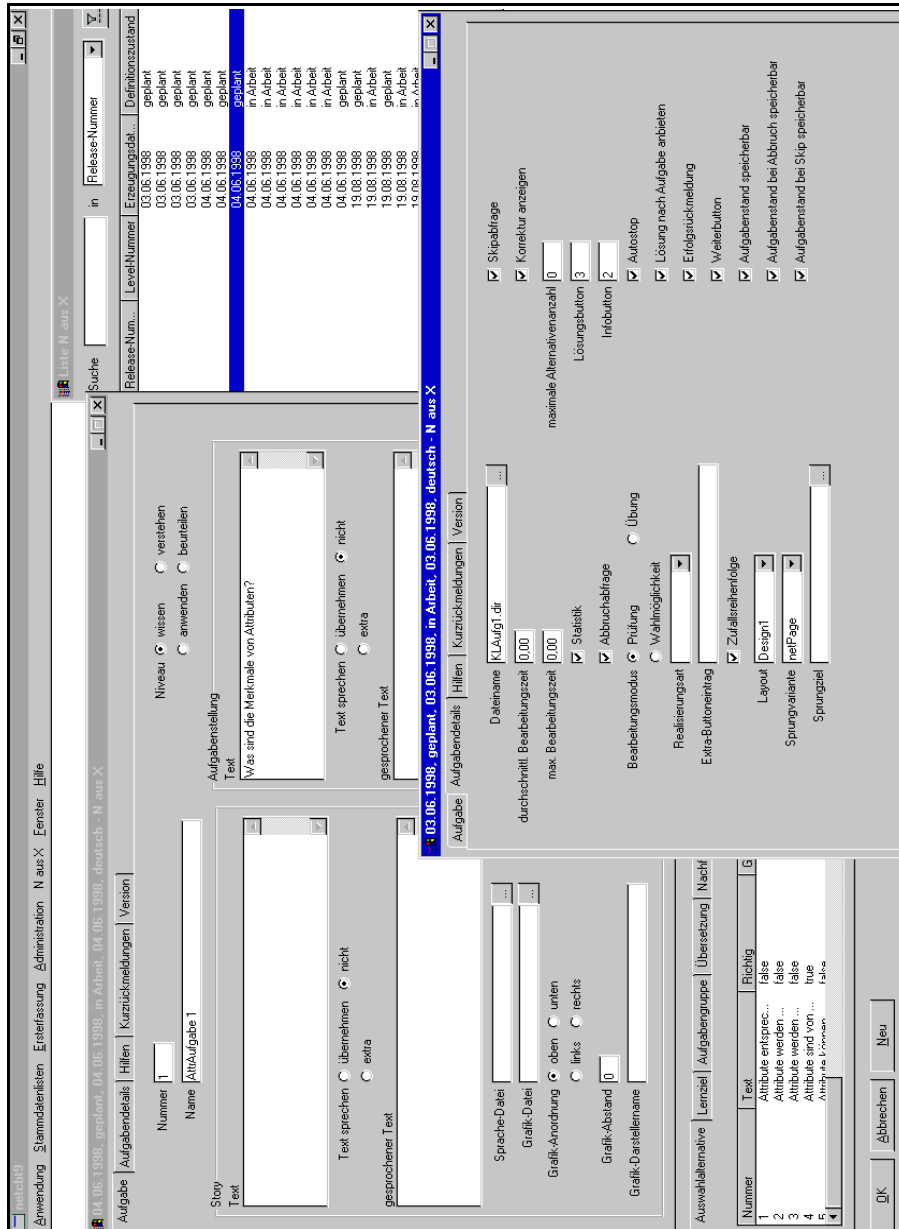 netcbt9
Anwendung Stammdatenlisten Ersterfassung Administration N aus X Fenster Hilfe
04.06.1998, geplant, 04.06.1998, in Arbeit, 04.06.1998, deutsch - N aus X
Aufgabe Aufgabendetails Hilfen Kurzrückmeldungen Version
Nummer 1
Name AttrAufgabe 1
Niveau wissen verstehen
anwenden beurteilen
Story
Text
Text sprechen übernehmen nicht
extra
gesprochener Text
Aufgabenstellung
Text
Was sind die Merkmale von Attributen?
Text sprechen übernehmen nicht
extra
gesprochener Text
Sprache-Datei ...
Grafik-Datei ...
Grafik-Anordnung oben unten
links rechts
Grafik-Abstand 0
Grafik-Darstellername
Auswahlalternative Lernziel Aufgabengruppe Übersetzung Nachf
Nummer Text Richtig G
1 Attribute entsprec... false
2 Attribute werden ... false
3 Attribute werden ... false
4 Attribute sind von ... true
5 Attribute können false
OK Abbrechen Neu
Liste N aus X
Suche in Release-Nummer
Release-Num... Level-Nummer Erzeugungsdat... Definitionszustand
03.06.1998 geplant
03.06.1998 geplant
03.06.1998 geplant
04.06.1998 geplant
04.06.1998 geplant
04.06.1998 geplant
04.06.1998 in Arbeit
04.06.1998 in Arbeit
04.06.1998 in Arbeit
04.06.1998 in Arbeit
04.06.1998 in Arbeit
04.06.1998 geplant
19.08.1998 geplant
19.08.1998 in Arbeit
19.08.1998 in Arbeit
19.08.1998 in Arbeit
03.06.1998, geplant, 03.06.1998, in Arbeit, 03.06.1998, deutsch - N aus X
Aufgabe Aufgabendetails Hilfen Kurzrückmeldungen Version
Dateiname KLAufg1.dir ...
durchschnittl. Bearbeitungszeit 0,00
max. Bearbeitungszeit 0,00
Statistik
Abbruchabfrage
Bearbeitungsmodus Prüfung Übung
Wahlmöglichkeit
Realisierungsart
Extra-Buttoneintrag
Zufallsreihenfolge
Layout Design1
Sprungvariante netPage
Sprungziel ...
Skipabfrage
Korrektur anzeigen
maximale Alternativenanzahl 0
Lösungsbutton 3
Infobutton 2
Autostop
Lösung nach Aufgabe anbieten
Erfolgsrückmeldung
Weiterbutton
Aufgabenstand speicherbar
Aufgabenstand bei Abbruch speicherbar
Aufgabenstand bei Skip speicherbar